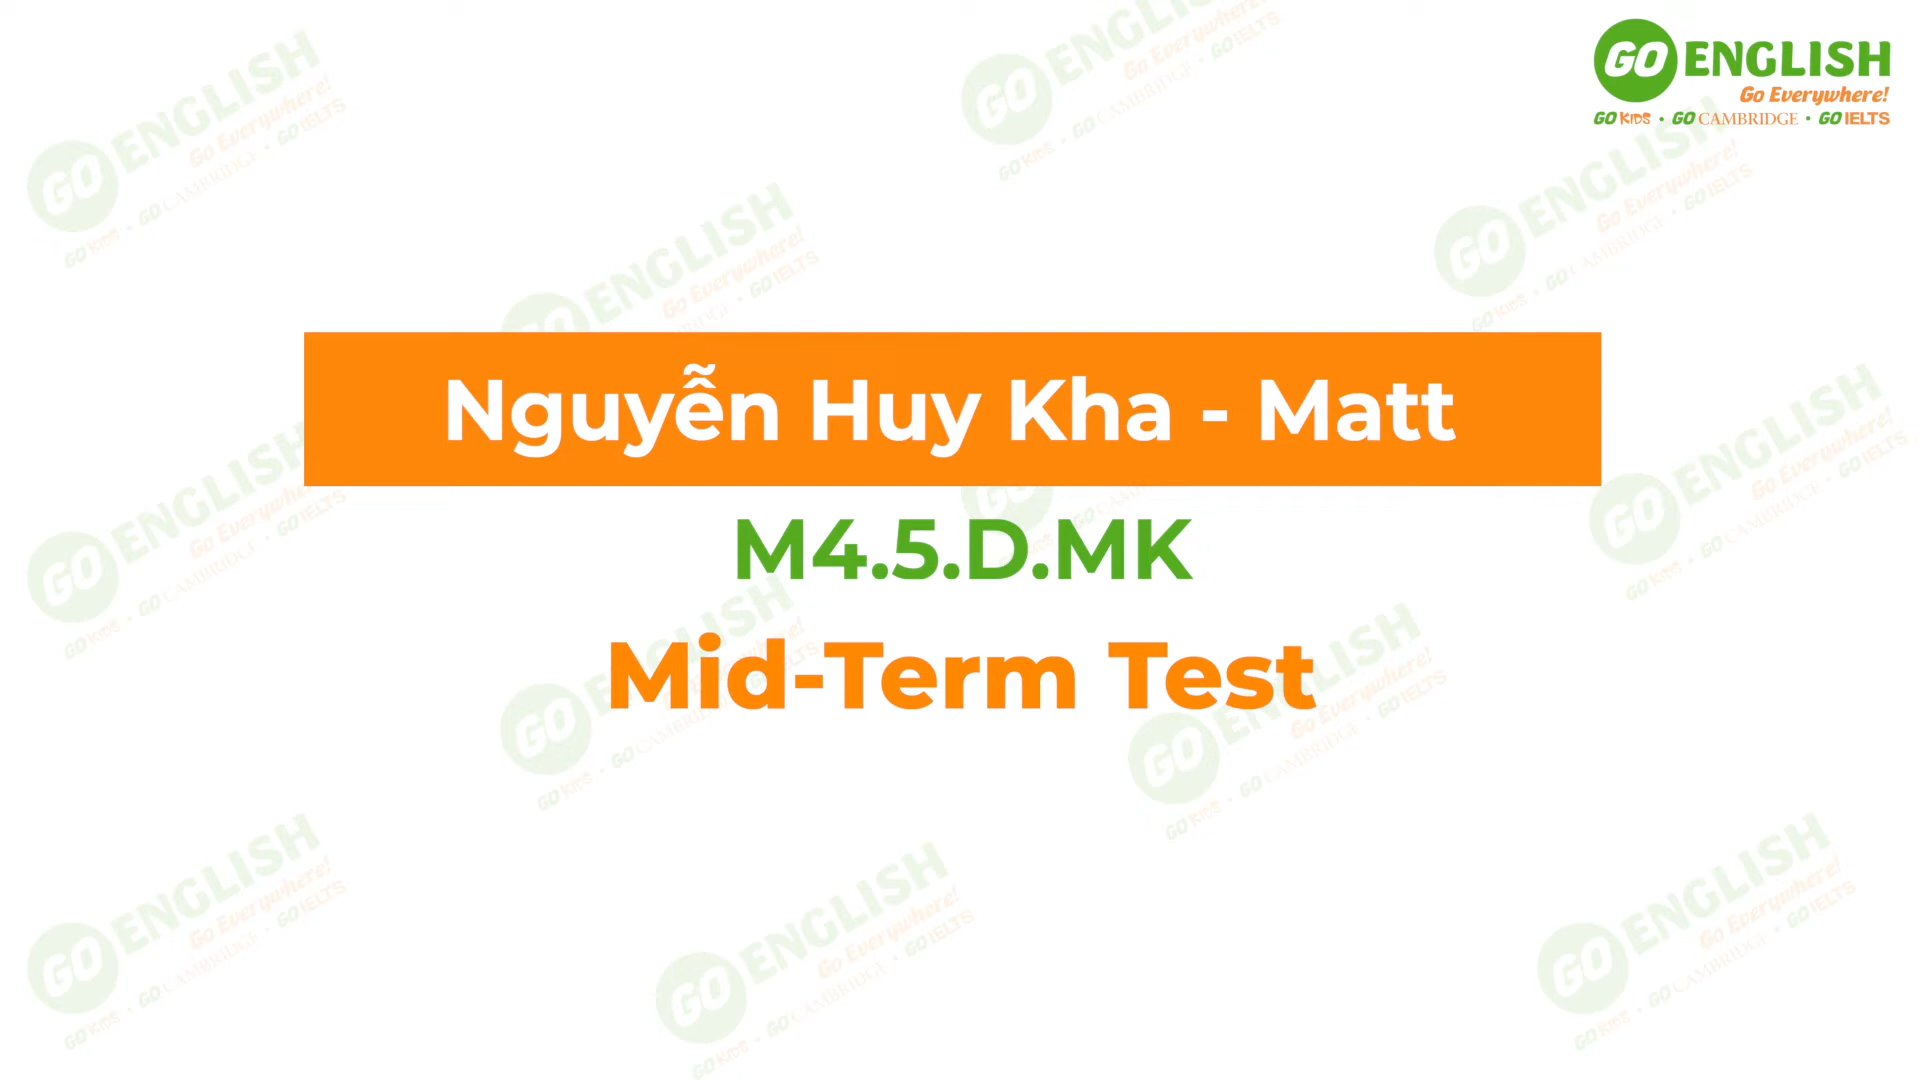 GO ENGLISH
Go Everywhere!
GO KIDS • GO CAMBRIDGE • GO IELTS
Nguyễn Huy Kha - Matt
M4.5.D.MK
Mid-Term Test